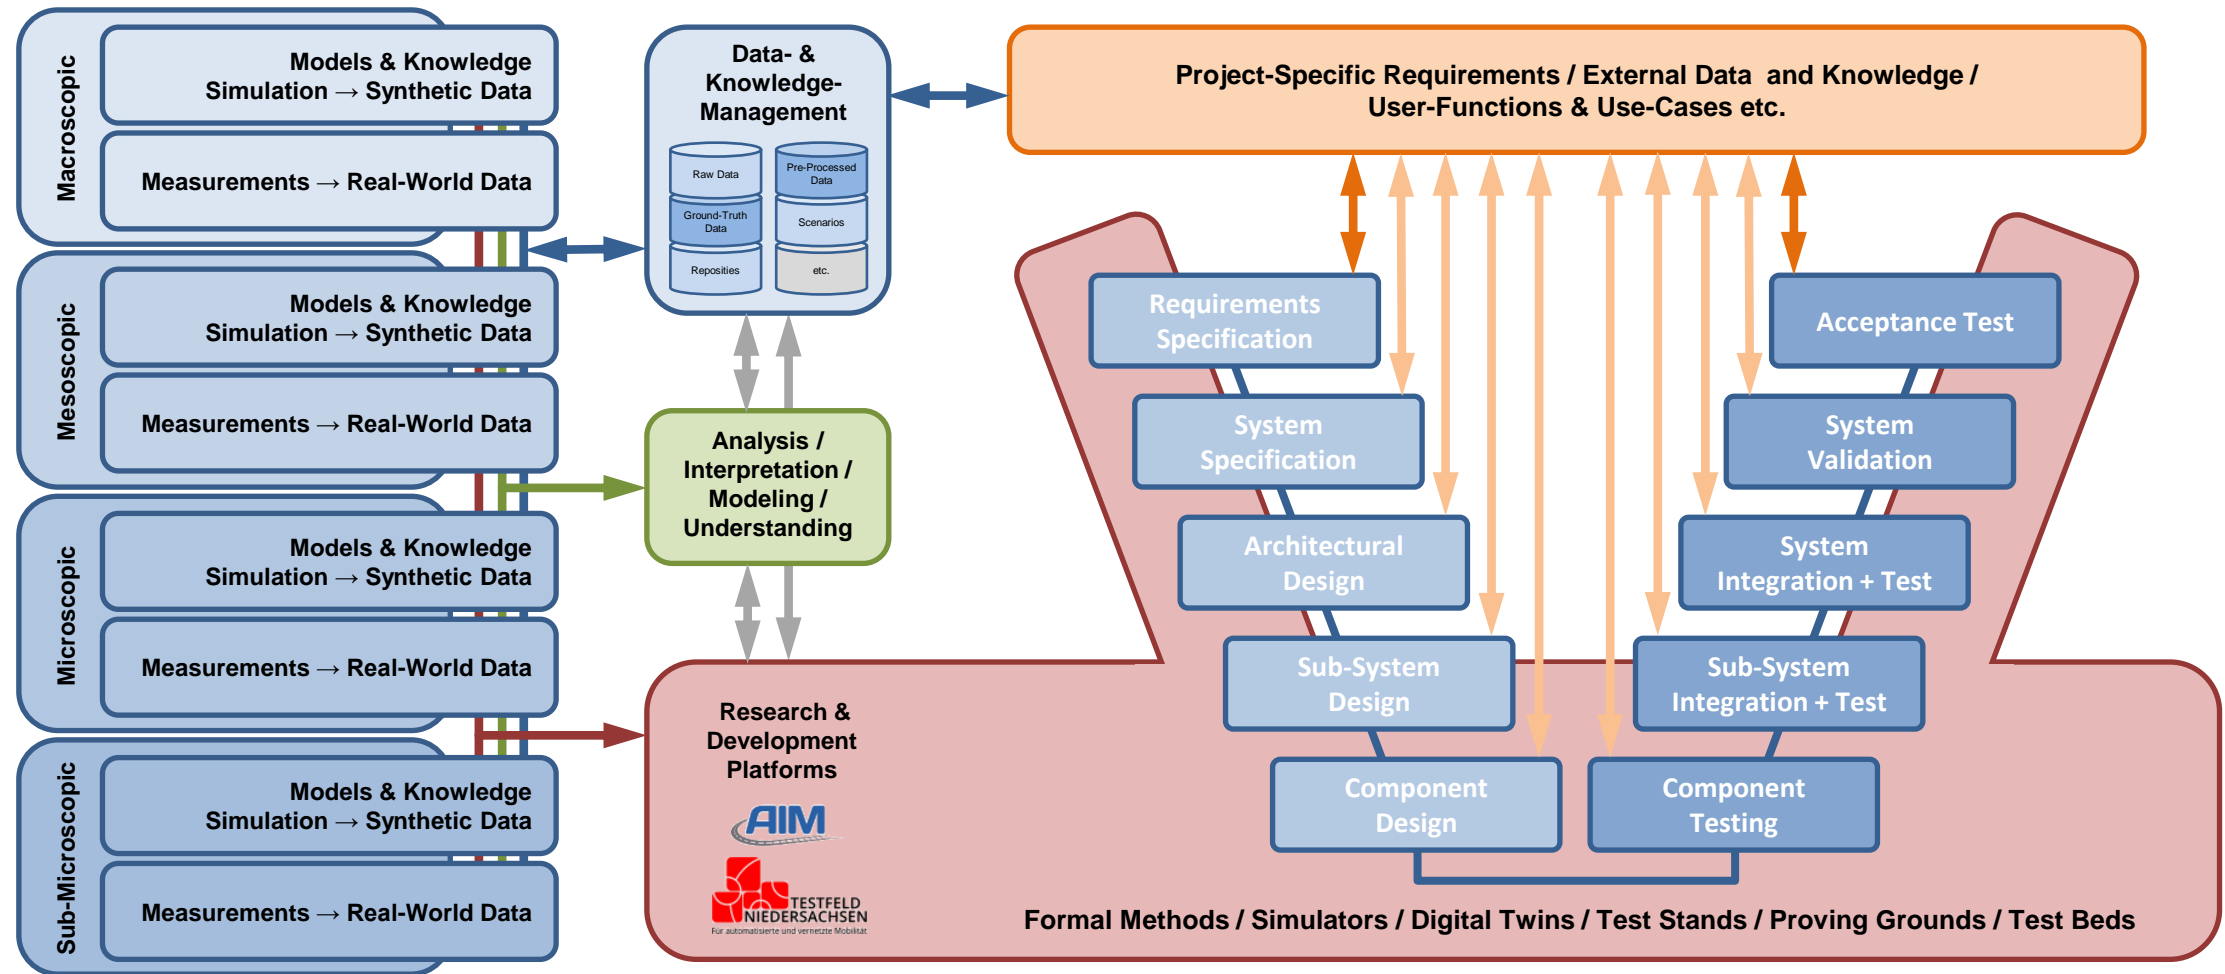 Macroscopic
Models & Knowledge
Simulation → Synthetic Data
Measurements → Real-World Data
Mesoscopic
Models & Knowledge
Simulation → Synthetic Data
Measurements → Real-World Data
Microscopic
Models & Knowledge
Simulation → Synthetic Data
Measurements → Real-World Data
Sub-Microscopic
Models & Knowledge
Simulation → Synthetic Data
Measurements → Real-World Data
Data- &
Knowledge-
Management
Raw Data
Pre-Processed
Data
Ground-Truth
Data
Scenarios
Reposities
etc.
Analysis /
Interpretation /
Modeling /
Understanding
Research &
Development
Platforms
AIM
TESTFELD
NIEDERSACHSEN
Für automatisierte und vernetzte Mobilität
Project-Specific Requirements / External Data and Knowledge /
User-Functions & Use-Cases etc.
Requirements
Specification
System
Specification
Architectural
Design
Sub-System
Design
Component
Design
Acceptance Test
System
Validation
System
Integration + Test
Sub-System
Integration + Test
Component
Testing
Formal Methods / Simulators / Digital Twins / Test Stands / Proving Grounds / Test Beds